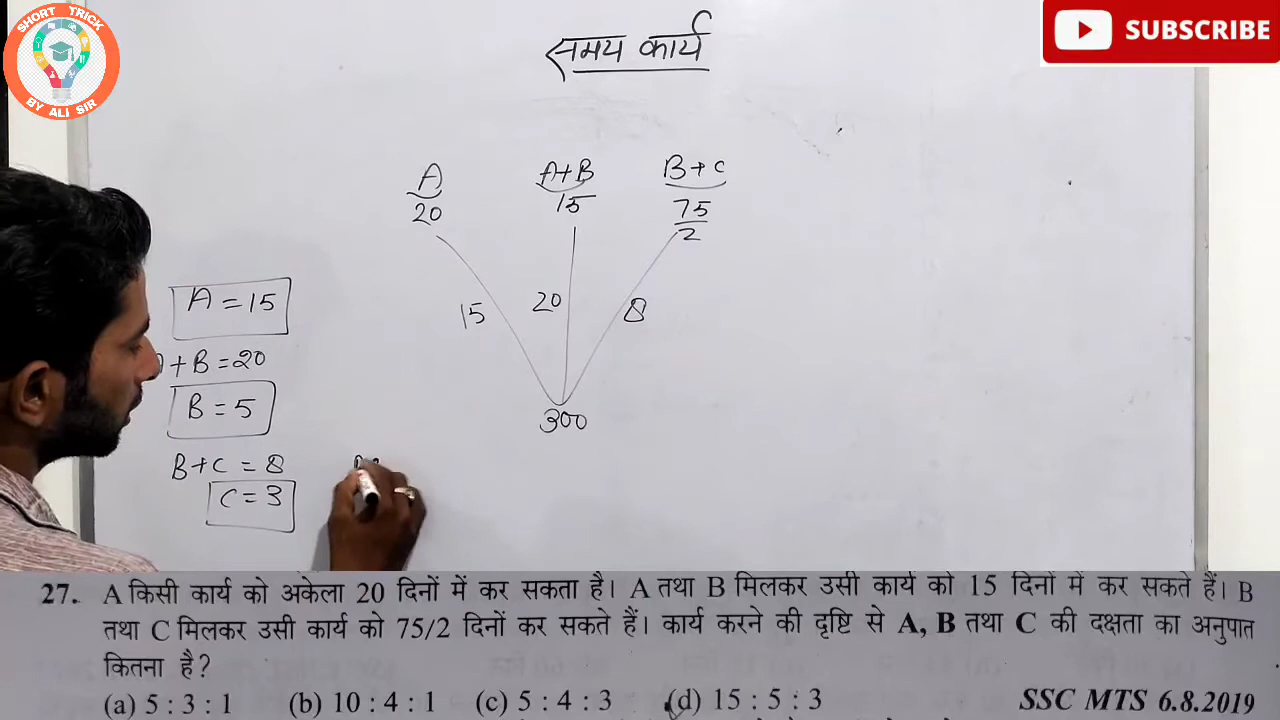 SHORT TRICK
BY ALI SIR
SUBSCRIBE
समय कार्य
A A+B B+C
20 15 75/2
15 20 8
300
A = 15
+ B = 20
B = 5
B+C = 8
C = 3
27. A किसी कार्य को अकेला 20 दिनों में कर सकता है। A तथा B मिलकर उसी कार्य को 15 दिनों में कर सकते हैं। B
तथा C मिलकर उसी कार्य को 75/2 दिनों कर सकते हैं। कार्य करने की दृष्टि से A, B तथा C की दक्षता का अनुपात
कितना है?
(a) 5 : 3 : 1 (b) 10 : 4 : 1 (c) 5 : 4 : 3 (d) 15 : 5 : 3 SSC MTS 6.8.2019